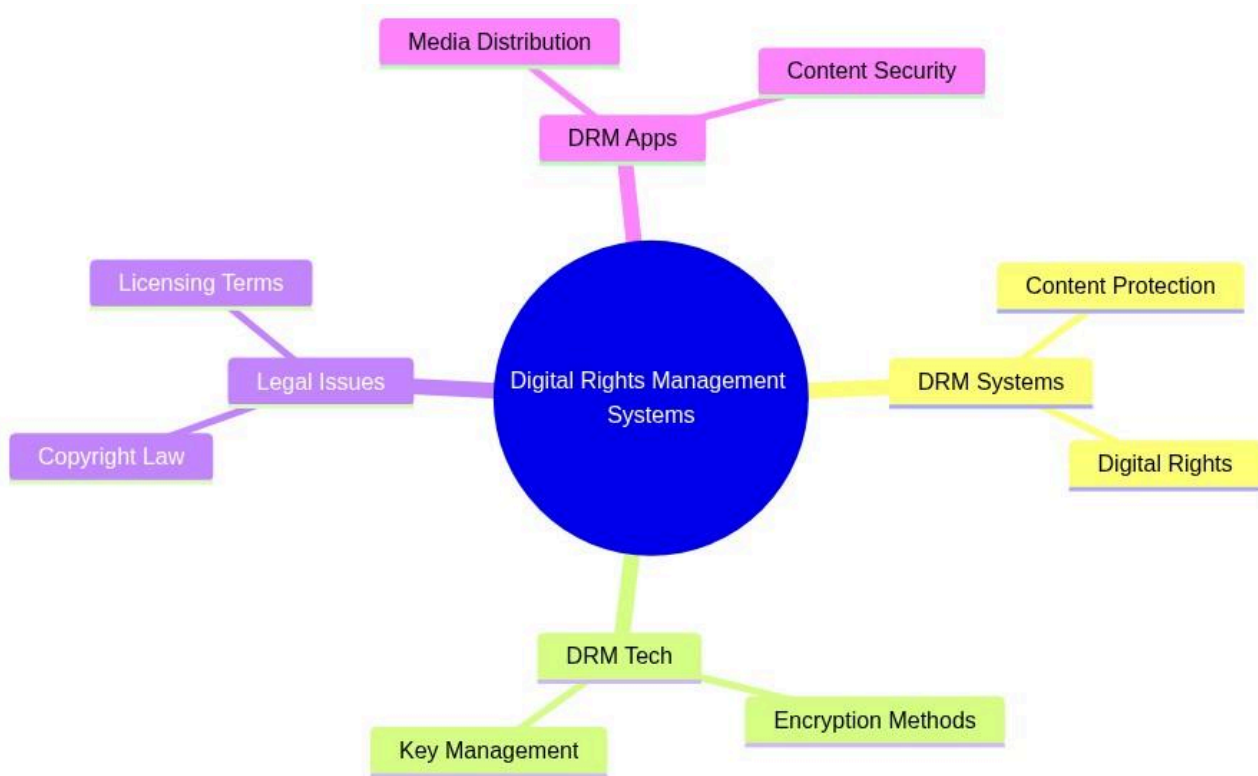 Media Distribution
Content Security
DRM Apps
Licensing Terms
Content Protection
Legal Issues
Digital Rights Management
Systems
DRM Systems
Copyright Law
Digital Rights
DRM Tech
Encryption Methods
Key Management